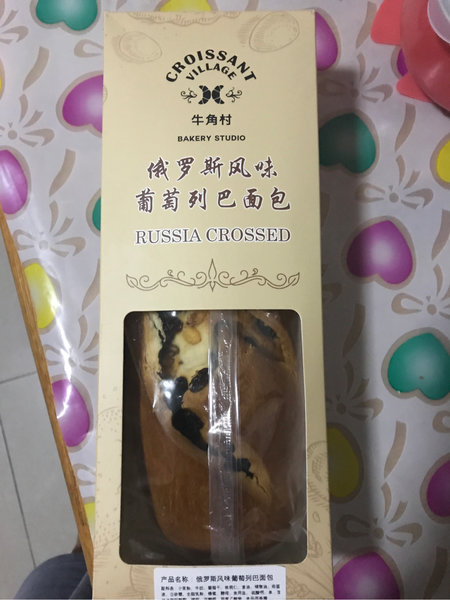 CROISSANT
VILLAGE
牛角村
BAKERY STUDIO
俄罗斯风味
葡萄列巴面包
RUSSIA CROSSED
产品名称:俄罗斯风味葡萄列巴面包